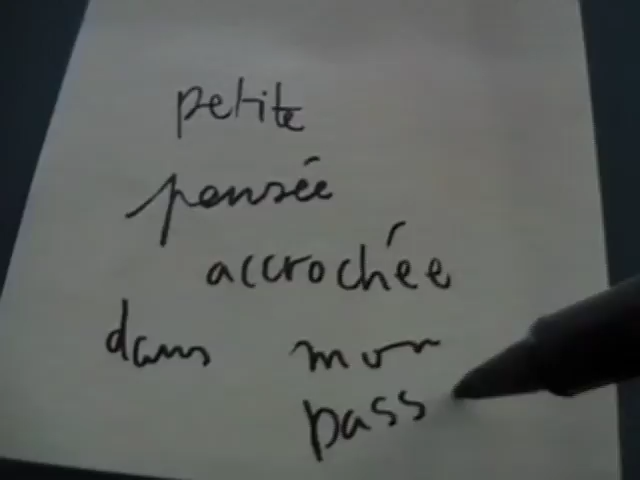 petite
pensée
accrochée
dans mon
pass